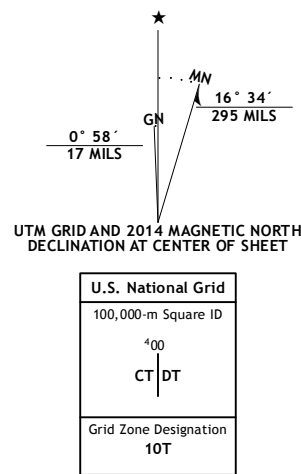 ★
MN
GN
16° 34´
295 MILS
0° 58´
17 MILS
UTM GRID AND 2014 MAGNETIC NORTH
DECLINATION AT CENTER OF SHEET
U.S. National Grid
100,000-m Square ID
⁴00
CT DT
Grid Zone Designation
10T